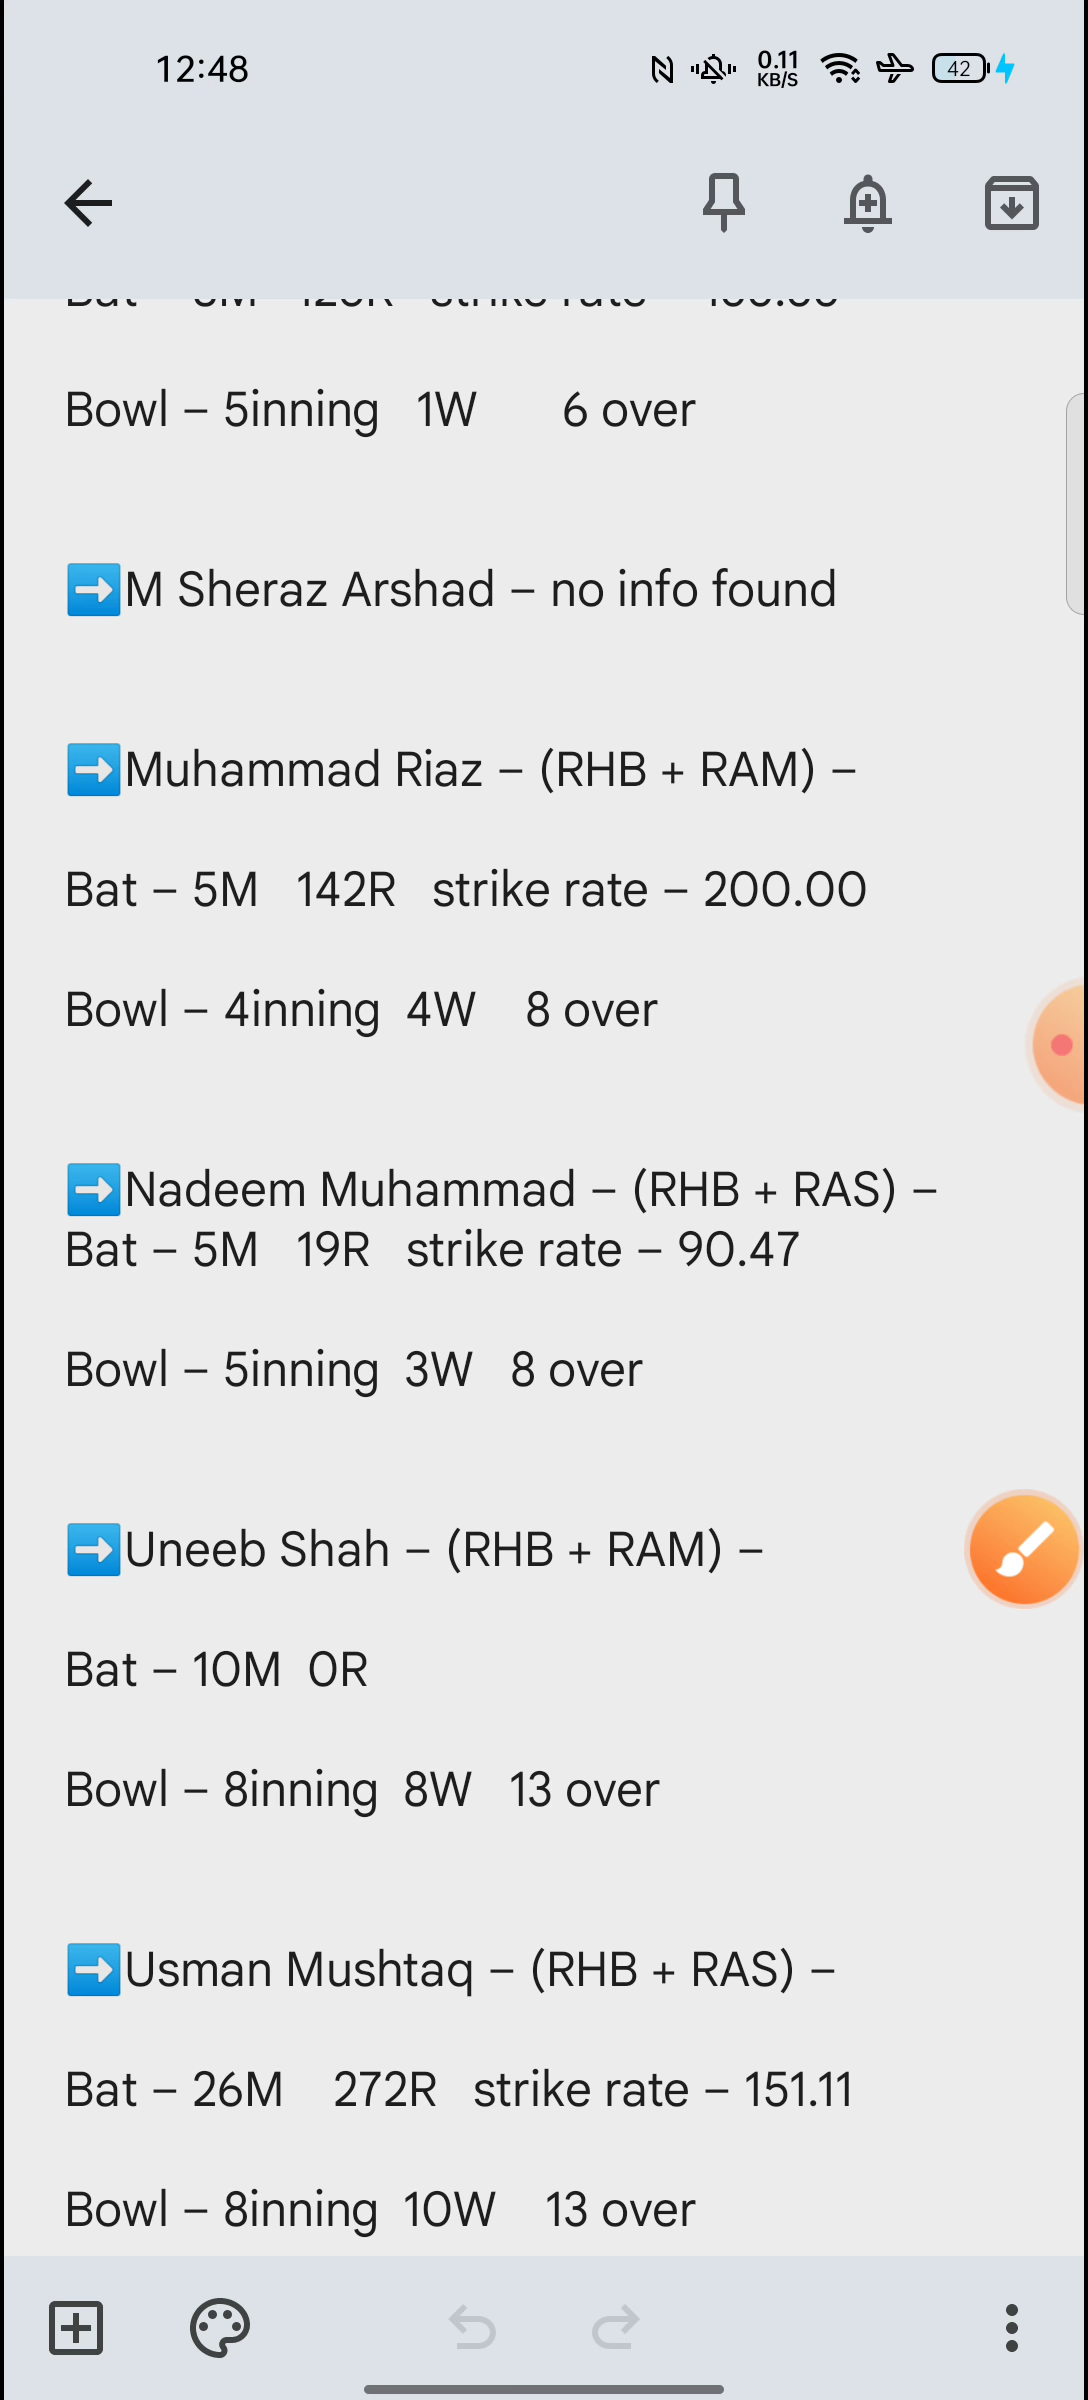 12:48
0.11
KB/S
42
Bowl – 5inning 1W 6 over
➡️M Sheraz Arshad – no info found
➡️Muhammad Riaz – (RHB + RAM) –
Bat – 5M 142R strike rate – 200.00
Bowl – 4inning 4W 8 over
➡️Nadeem Muhammad – (RHB + RAS) –
Bat – 5M 19R strike rate – 90.47
Bowl – 5inning 3W 8 over
➡️Uneeb Shah – (RHB + RAM) –
Bat – 10M 0R
Bowl – 8inning 8W 13 over
➡️Usman Mushtaq – (RHB + RAS) –
Bat – 26M 272R strike rate – 151.11
Bowl – 8inning 10W 13 over